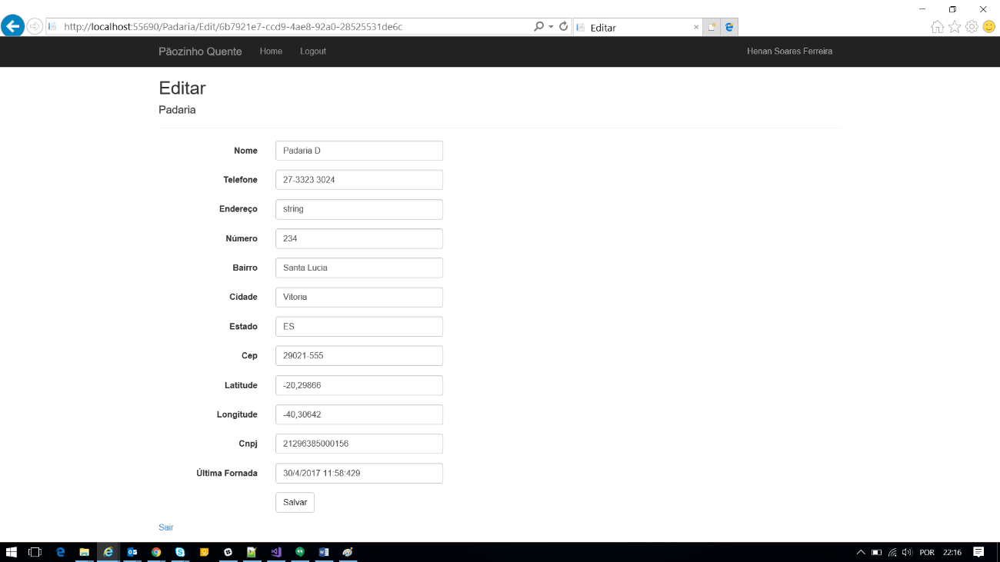 http://localhost:55690/Padaria/Edit/6b7921e7-ccd9-4ae8-92a0-28525531de6c
Editar
Pãozinho Quente Home Logout Henan Soares Ferreira
Editar
Padaria
Nome Padaria D
Telefone 27-3323 3024
Endereço string
Número 234
Bairro Santa Lucia
Cidade Vitoria
Estado ES
Cep 29021-555
Latitude -20,29866
Longitude -40,30642
Cnpj 21296385000156
Última Fornada 30/4/2017 11:58:429
Salvar
Sair
POR 22:16